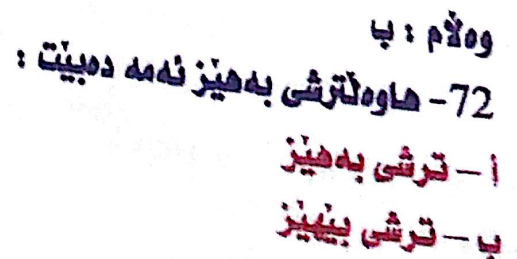 وەڵام : ب
72- هاوەڵترشی بەهێز ئەمە دەبێت :
ا – ترشی بەهێز
ب – ترشی بێهێز